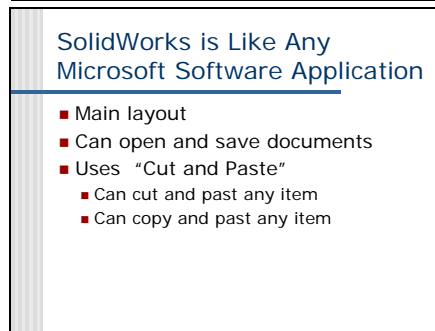 SolidWorks is Like Any
Microsoft Software Application
Main layout
Can open and save documents
Uses “Cut and Paste”
Can cut and past any item
Can copy and past any item